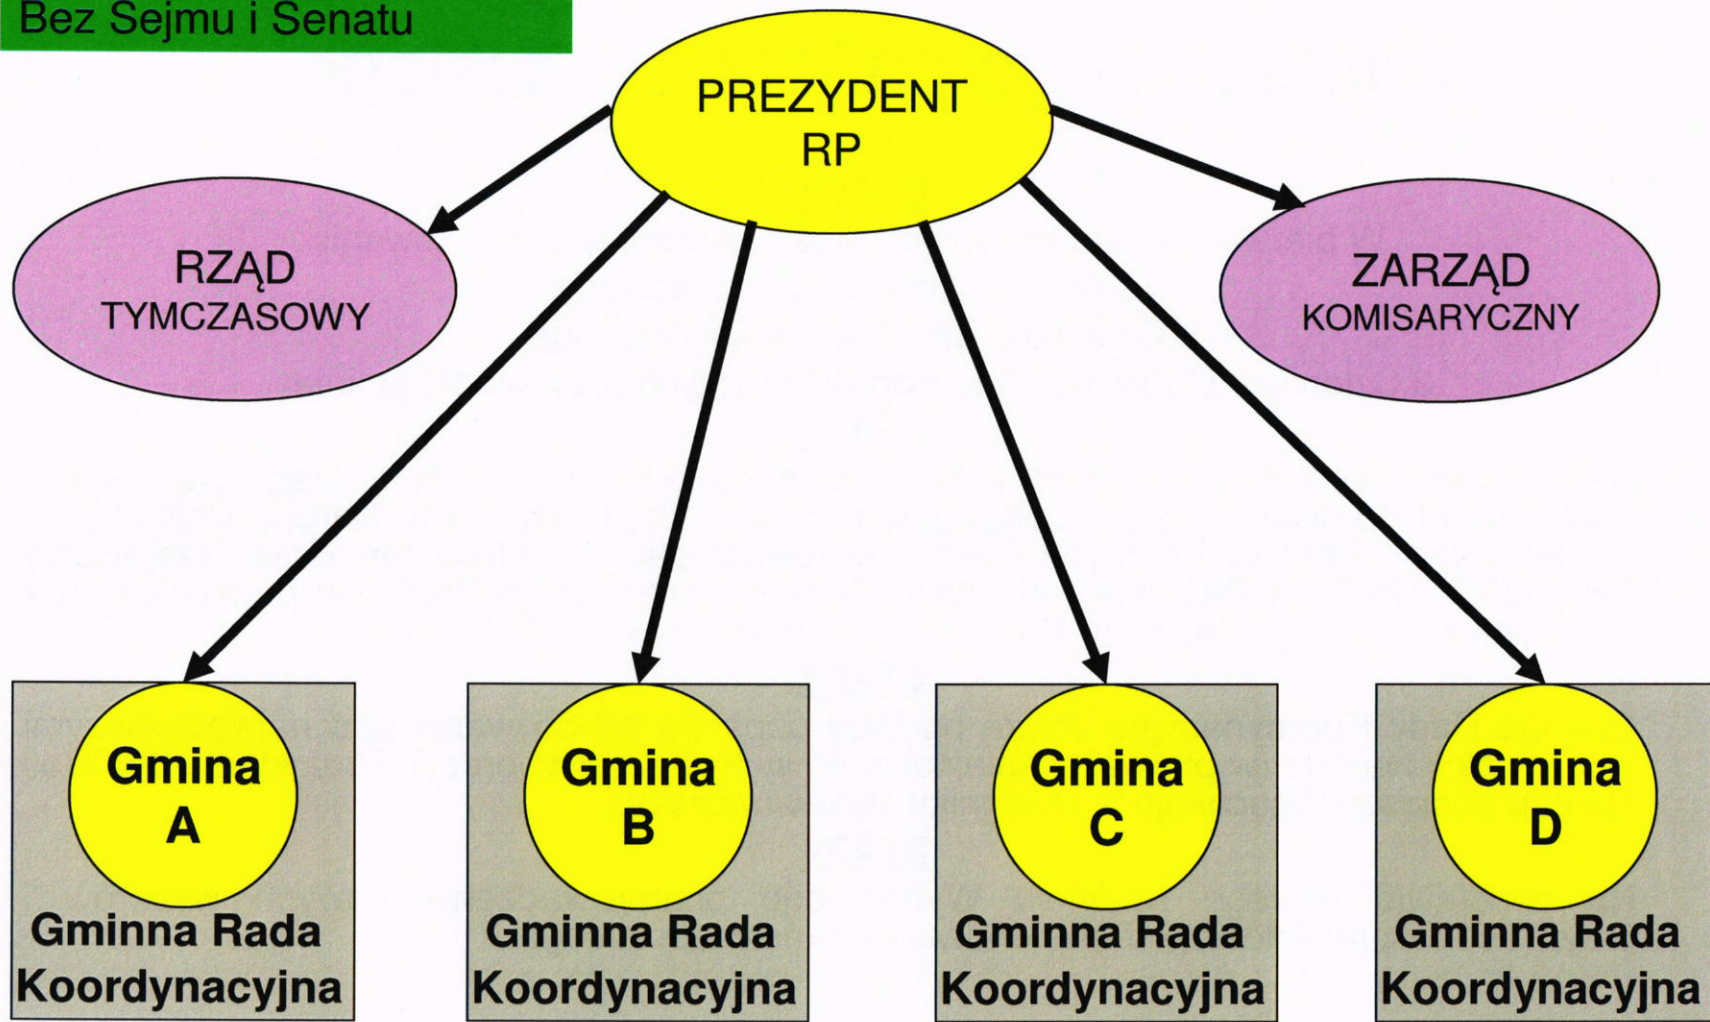 Bez Sejmu i Senatu
PREZYDENT
RP
RZĄD
TYMCZASOWY
ZARZĄD
KOMISARYCZNY
Gmina
A
Gminna Rada
Koordynacyjna
Gmina
B
Gminna Rada
Koordynacyjna
Gmina
C
Gminna Rada
Koordynacyjna
Gmina
D
Gminna Rada
Koordynacyjna